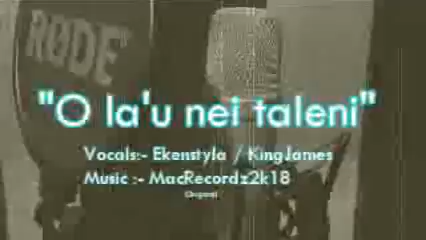 RØDE
"O la'u nei taleni"
Vocals:- Ekenstyla / KingJames
Music :- MacRecordz2k18